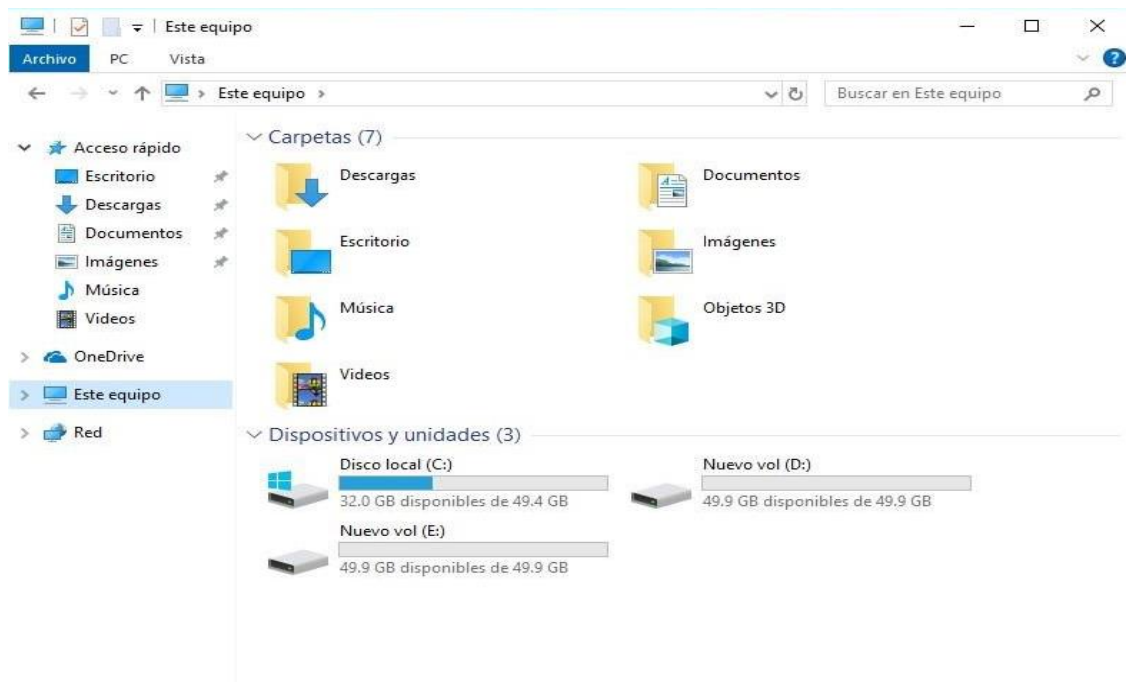 Este equipo
Archivo PC Vista
Este equipo
Buscar en Este equipo
Acceso rápido
Escritorio
Descargas
Documentos
Imágenes
Música
Videos
OneDrive
Este equipo
Red
Carpetas (7)
Descargas
Documentos
Escritorio
Imágenes
Música
Objetos 3D
Videos
Dispositivos y unidades (3)
Disco local (C:)
32.0 GB disponibles de 49.4 GB
Nuevo vol (D:)
49.9 GB disponibles de 49.9 GB
Nuevo vol (E:)
49.9 GB disponibles de 49.9 GB